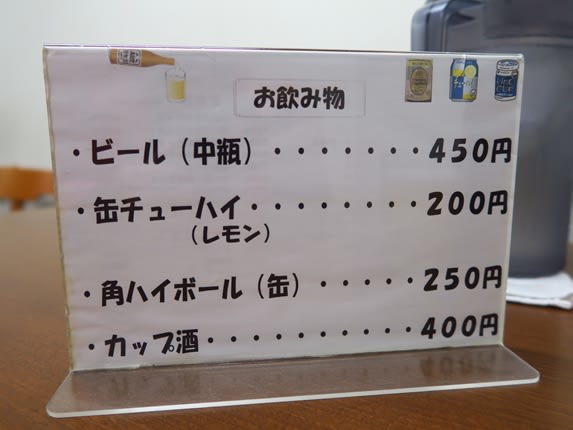 お飲み物
・ビール（中瓶）・・・・・・・450円
・缶チューハイ・・・・・・・・200円
（レモン）
・角ハイボール（缶）・・・・・250円
・カップ酒・・・・・・・・・・400円